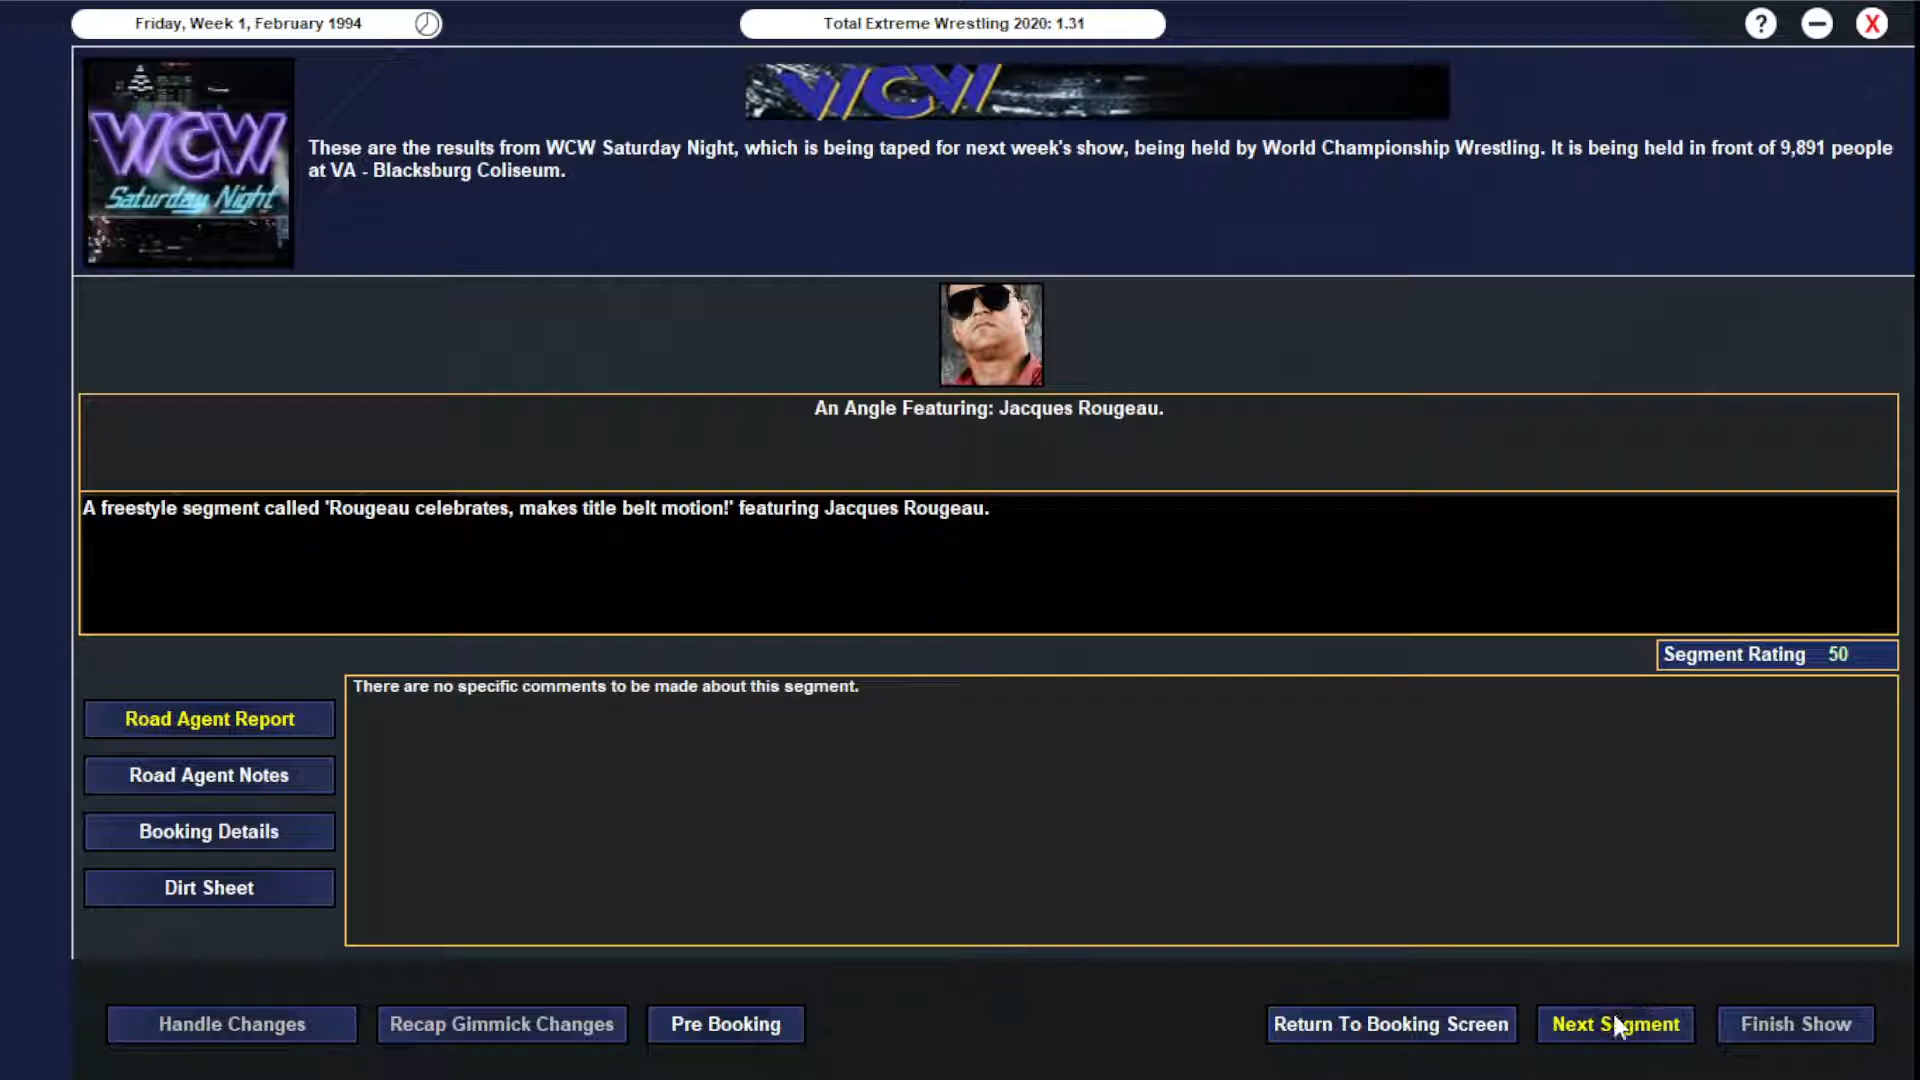 Friday, Week 1, February 1994
Total Extreme Wrestling 2020: 1.31
?
X
WCW
Saturday Night
WCW
These are the results from WCW Saturday Night, which is being taped for next week's show, being held by World Championship Wrestling. It is being held in front of 9,891 people
at VA - Blacksburg Coliseum.
An Angle Featuring: Jacques Rougeau.
A freestyle segment called 'Rougeau celebrates, makes title belt motion!' featuring Jacques Rougeau.
Segment Rating 50
There are no specific comments to be made about this segment.
Road Agent Report
Road Agent Notes
Booking Details
Dirt Sheet
Handle Changes
Recap Gimmick Changes
Pre Booking
Return To Booking Screen
Next Segment
Finish Show